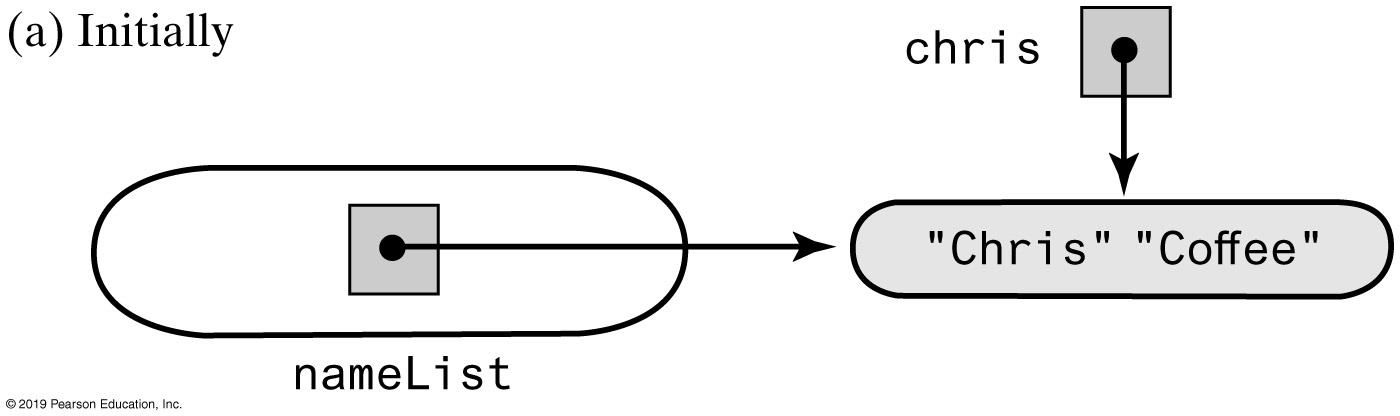 (a) Initially
chris
"Chris" "Coffee"
nameList
© 2019 Pearson Education, Inc.